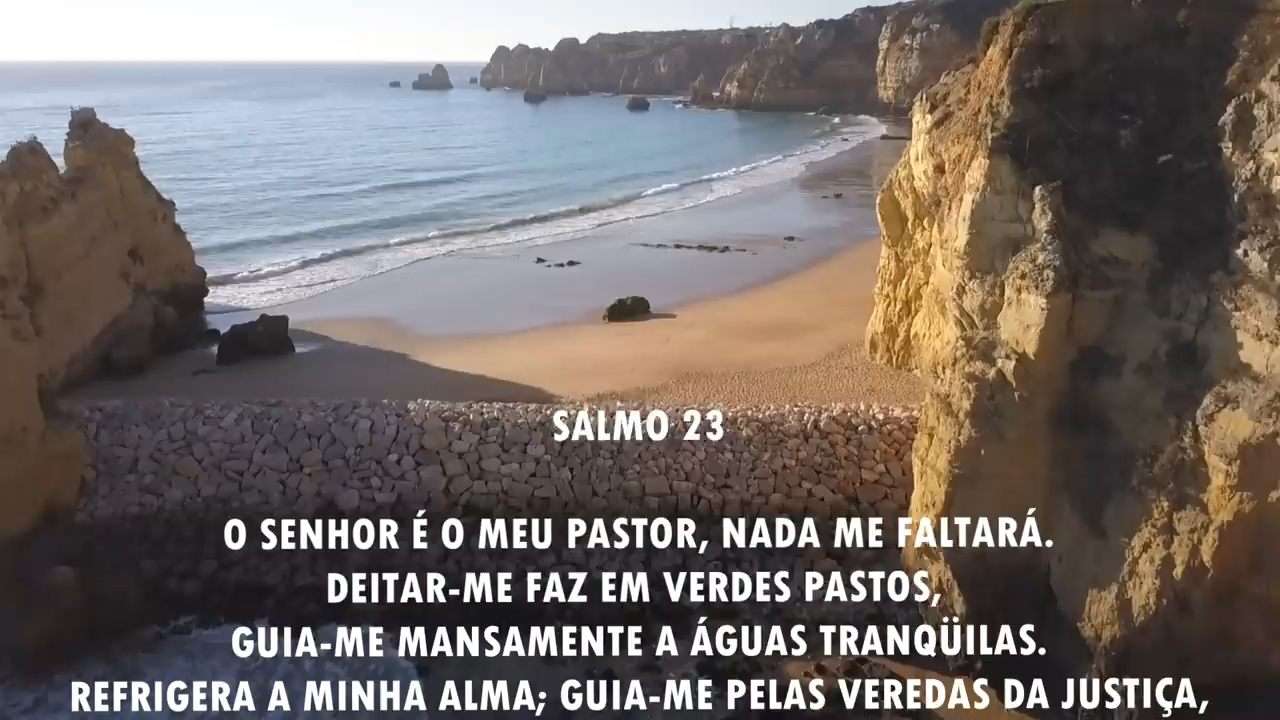 SALMO 23
O SENHOR É O MEU PASTOR, NADA ME FALTARÁ.
DEITAR-ME FAZ EM VERDES PASTOS,
GUIA-ME MANSAMENTE A ÁGUAS TRANQÜILAS.
REFRIGERA A MINHA ALMA; GUIA-ME PELAS VEREDAS DA JUSTIÇA,